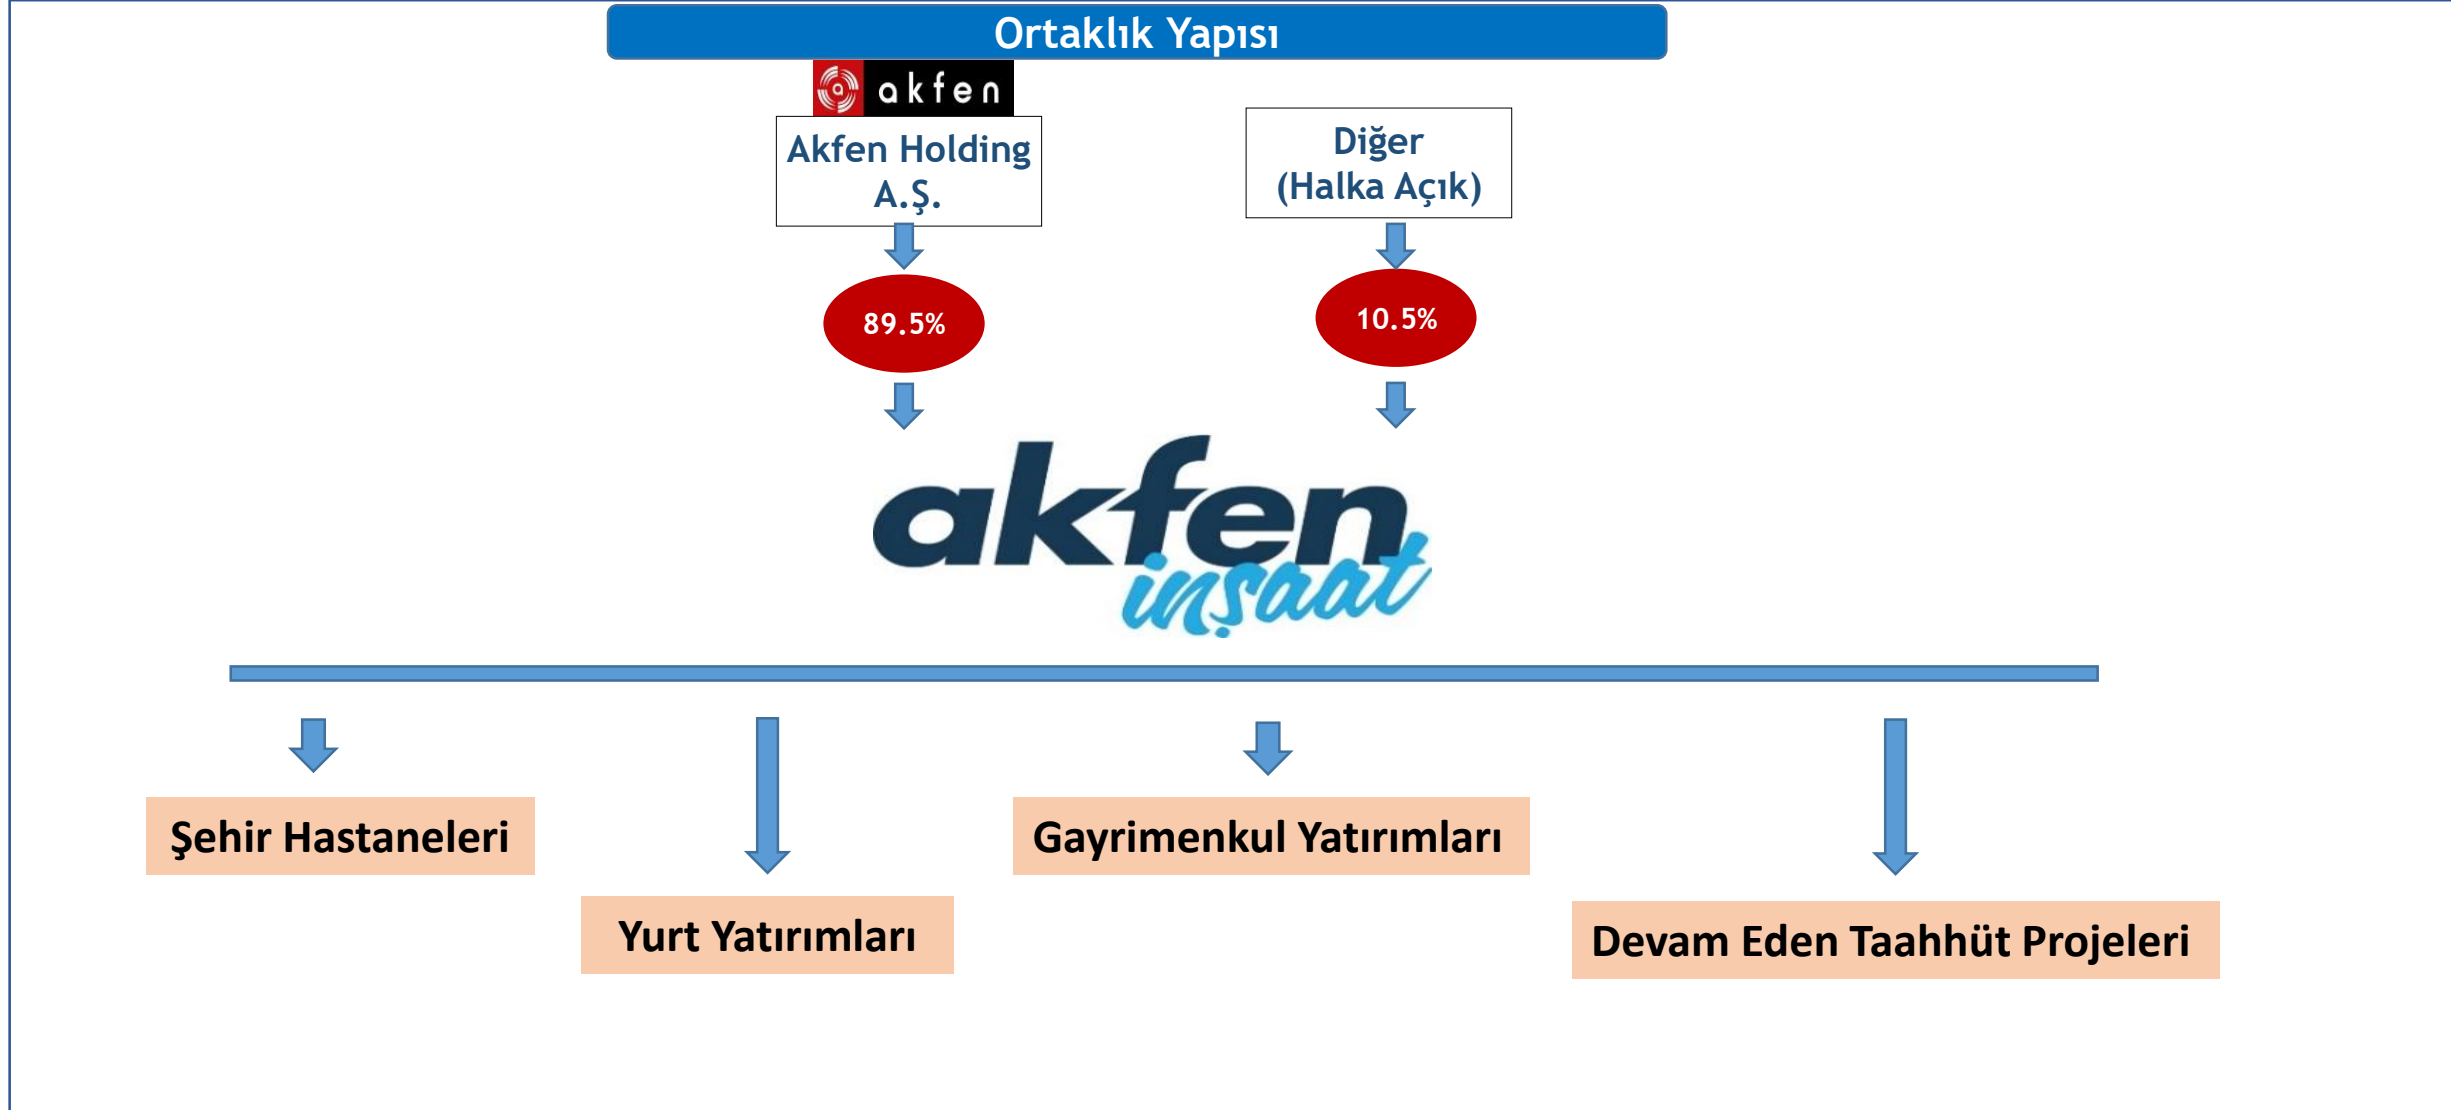 Ortaklık Yapısı
akfen
Akfen Holding
A.Ş.
Diğer
(Halka Açık)
89.5%
10.5%
akfen
inşaat
Şehir Hastaneleri
Yurt Yatırımları
Gayrimenkul Yatırımları
Devam Eden Taahhüt Projeleri